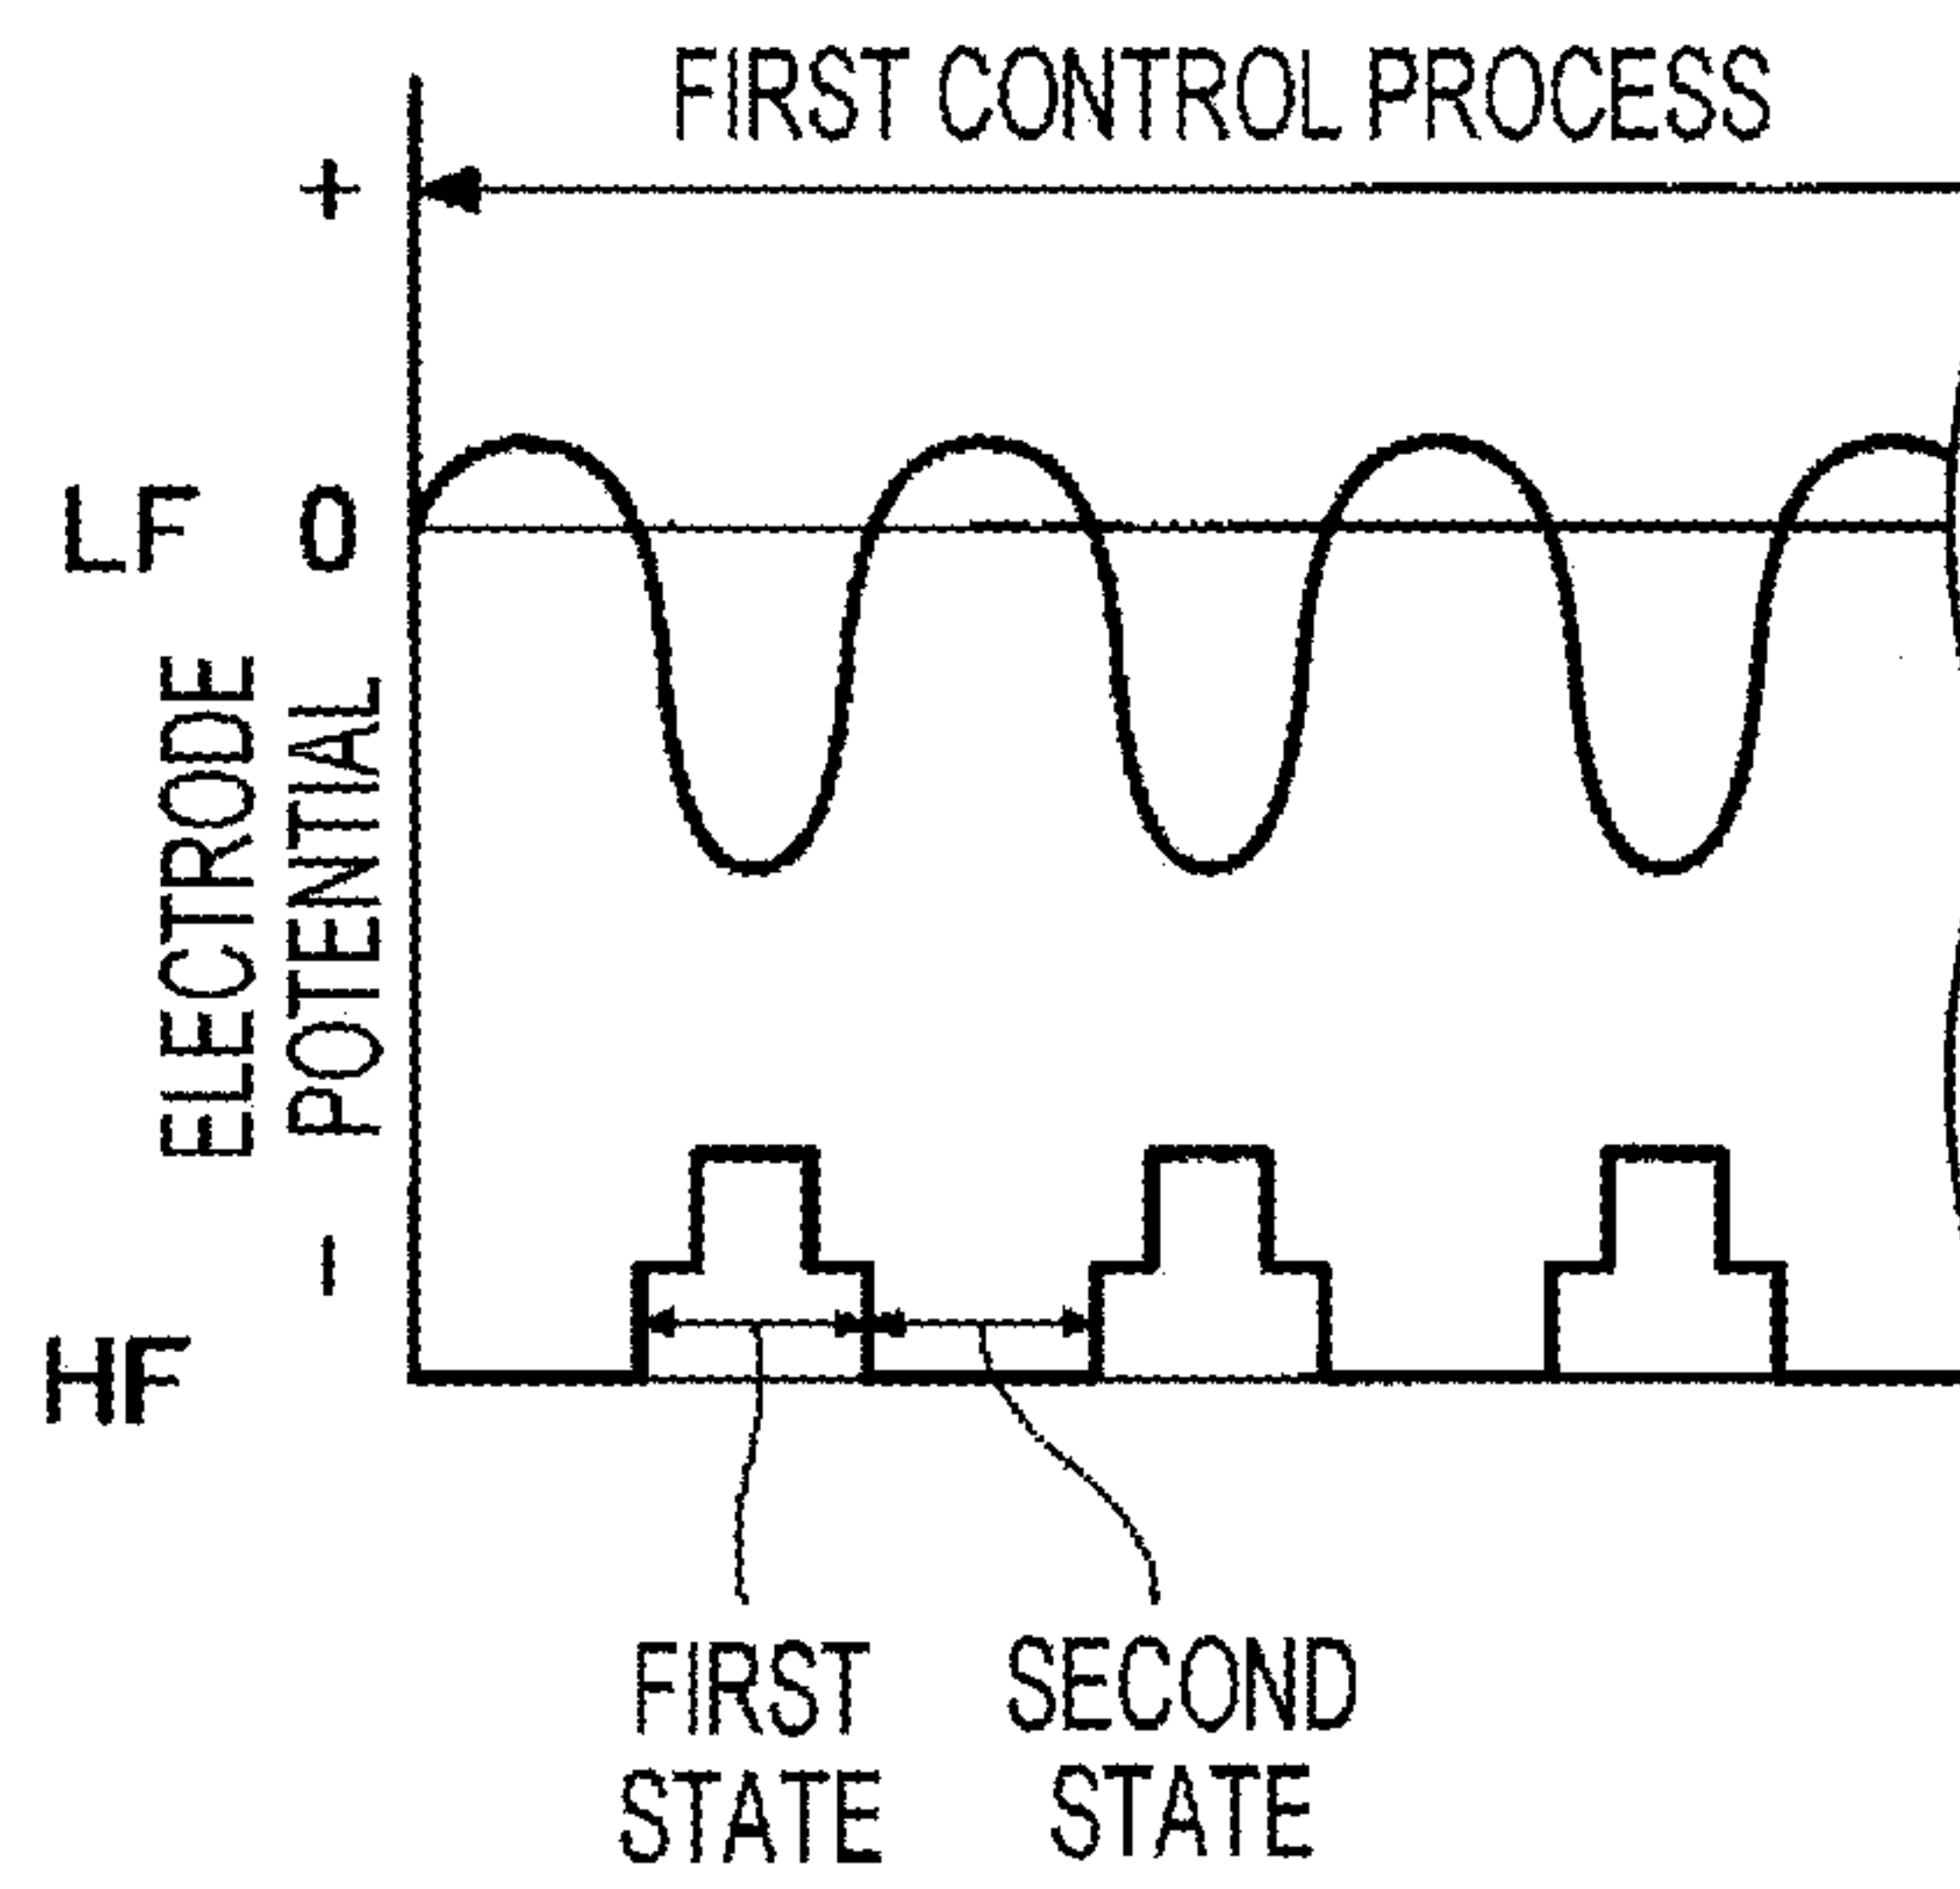 FIRST CONTROL PROCESS
+
LF 0
ELECTRODE
POTENTIAL
−
HF
FIRST
STATE
SECOND
STATE